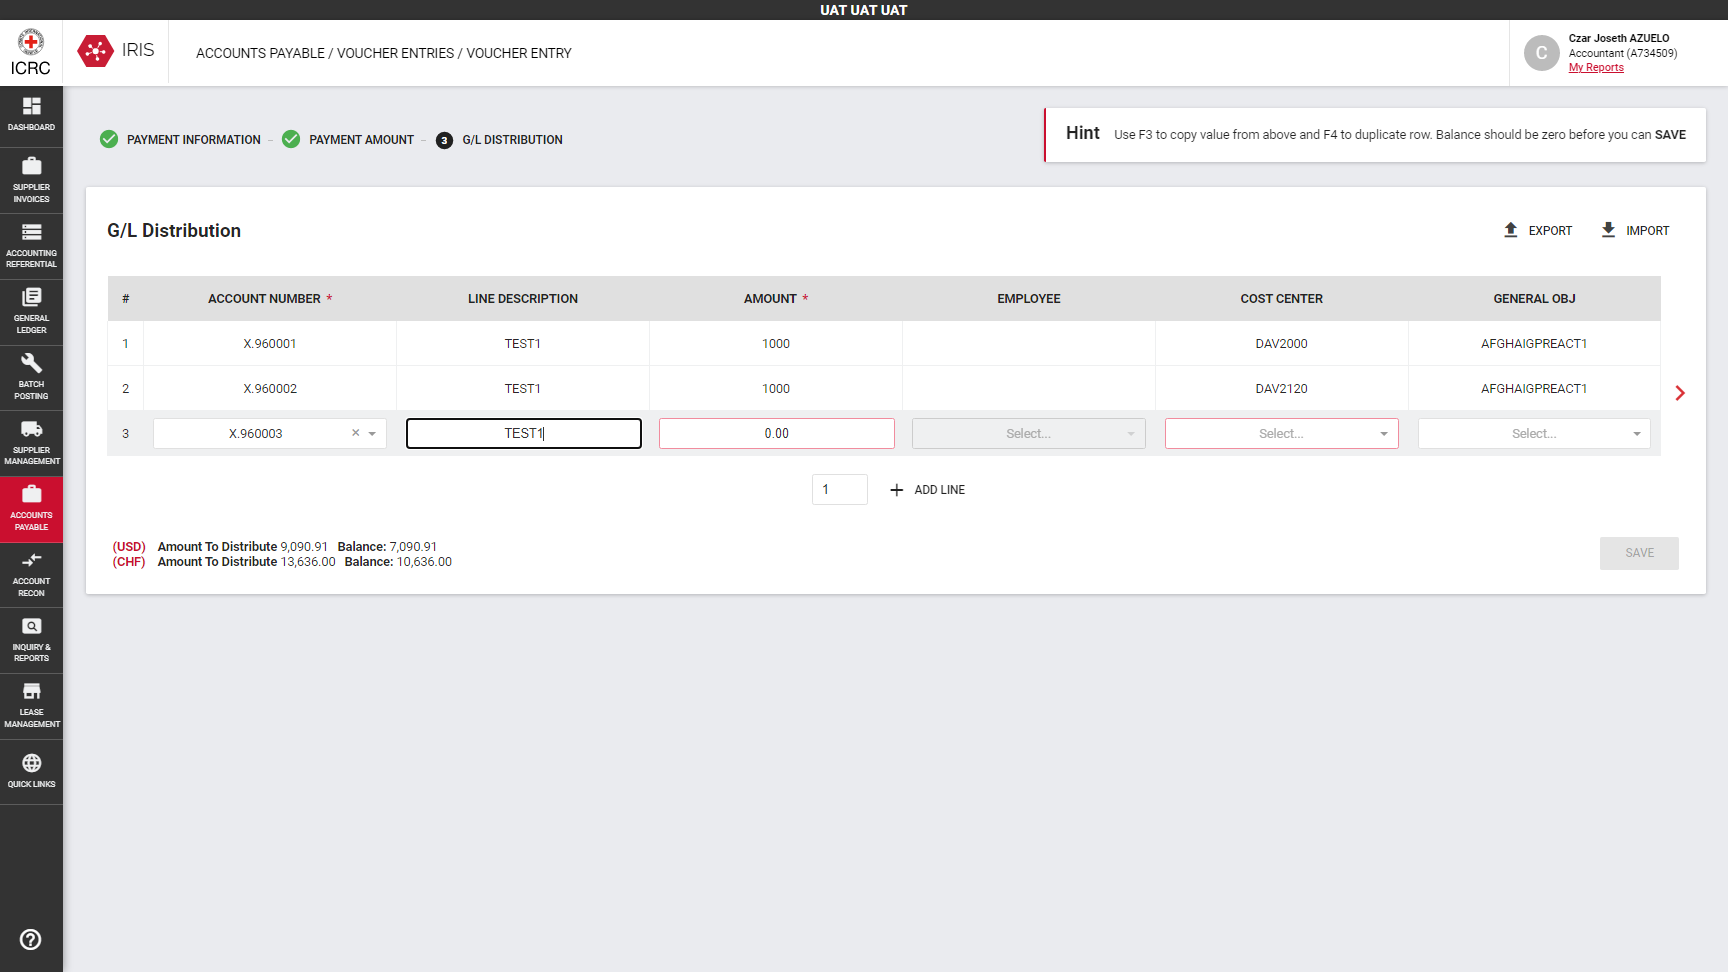 UAT UAT UAT
ICRC
IRIS
ACCOUNTS PAYABLE / VOUCHER ENTRIES / VOUCHER ENTRY
C
Czar Joseth AZUELO
Accountant (A734509)
My Reports
DASHBOARD
SUPPLIER
INVOICES
ACCOUNTING
REFERENTIAL
GENERAL
LEDGER
BATCH
POSTING
SUPPLIER
MANAGEMENT
ACCOUNTS
PAYABLE
ACCOUNT
RECON
INQUIRY &
REPORTS
LEASE
MANAGEMENT
QUICK LINKS
PAYMENT INFORMATION - PAYMENT AMOUNT - 3 G/L DISTRIBUTION
Hint Use F3 to copy value from above and F4 to duplicate row. Balance should be zero before you can SAVE
G/L Distribution
EXPORT IMPORT
# ACCOUNT NUMBER * LINE DESCRIPTION AMOUNT * EMPLOYEE COST CENTER GENERAL OBJ
1 X.960001 TEST1 1000 DAV2000 AFGHAIGPREACT1
2 X.960002 TEST1 1000 DAV2120 AFGHAIGPREACT1
3 X.960003 × TEST1 0.00 Select... Select... Select...
1 + ADD LINE
(USD) Amount To Distribute 9,090.91 Balance: 7,090.91
(CHF) Amount To Distribute 13,636.00 Balance: 10,636.00
SAVE